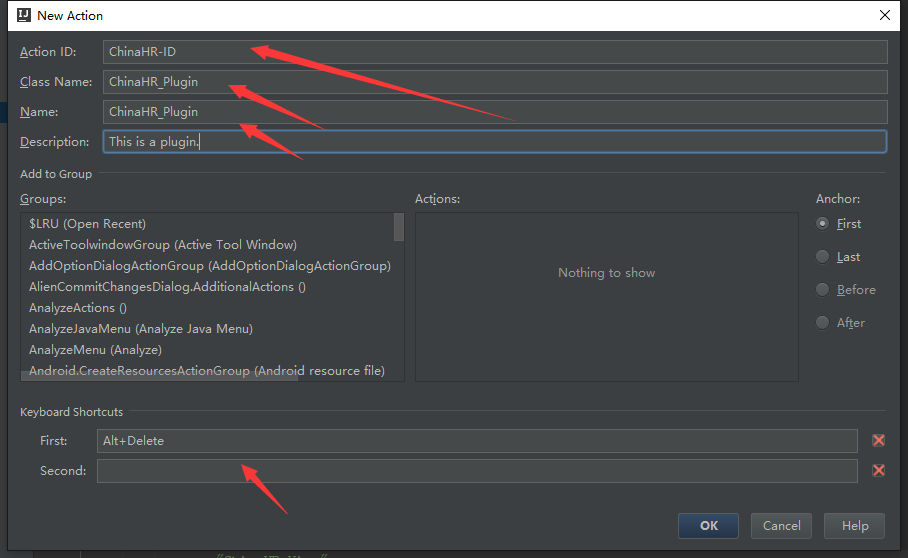 New Action
Action ID: ChinaHR-ID
Class Name: ChinaHR_Plugin
Name: ChinaHR_Plugin
Description: This is a plugin.
Add to Group
Groups: Actions: Anchor:
$LRU (Open Recent)
ActiveToolwindowGroup (Active Tool Window)
AddOptionDialogActionGroup (AddOptionDialogActionGroup)
AlienCommitChangesDialog.AdditionalActions ()
AnalyzeActions ()
AnalyzeJavaMenu (Analyze Java Menu)
AnalyzeMenu (Analyze)
Android.CreateResourcesActionGroup (Android resource file)
Nothing to show
First
Last
Before
After
Keyboard Shortcuts
First: Alt+Delete
Second:
OK Cancel Help